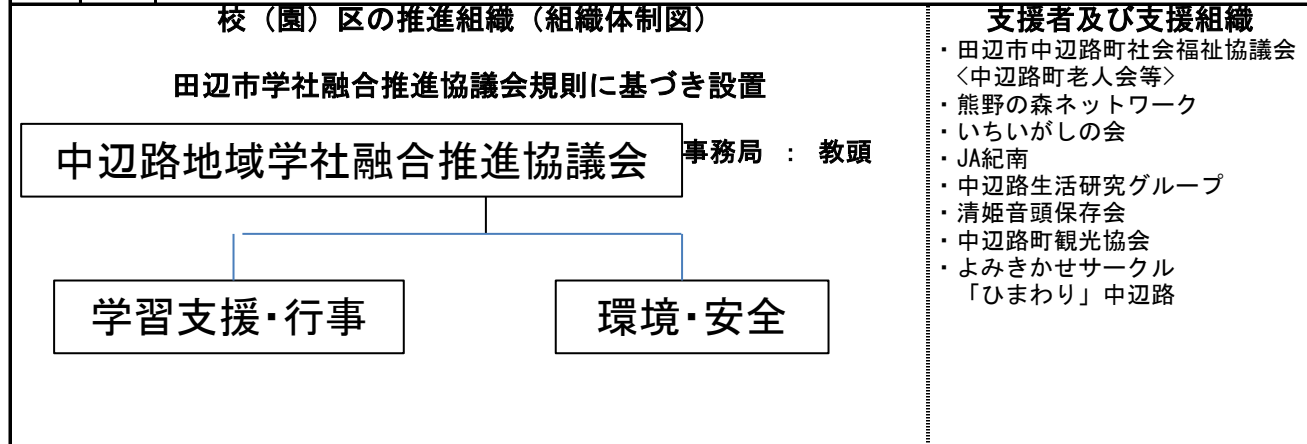 校（園）区の推進組織（組織体制図）
田辺市学社融合推進協議会規則に基づき設置
中辺路地域学社融合推進協議会
事務局　：　教頭
学習支援・行事
環境・安全
支援者及び支援組織
・田辺市中辺路町社会福祉協議会
〈中辺路町老人会等〉
・熊野の森ネットワーク
・いちいがしの会
・JA紀南
・中辺路生活研究グループ
・清姫音頭保存会
・中辺路町観光協会
・よみきかせサークル
「ひまわり」中辺路